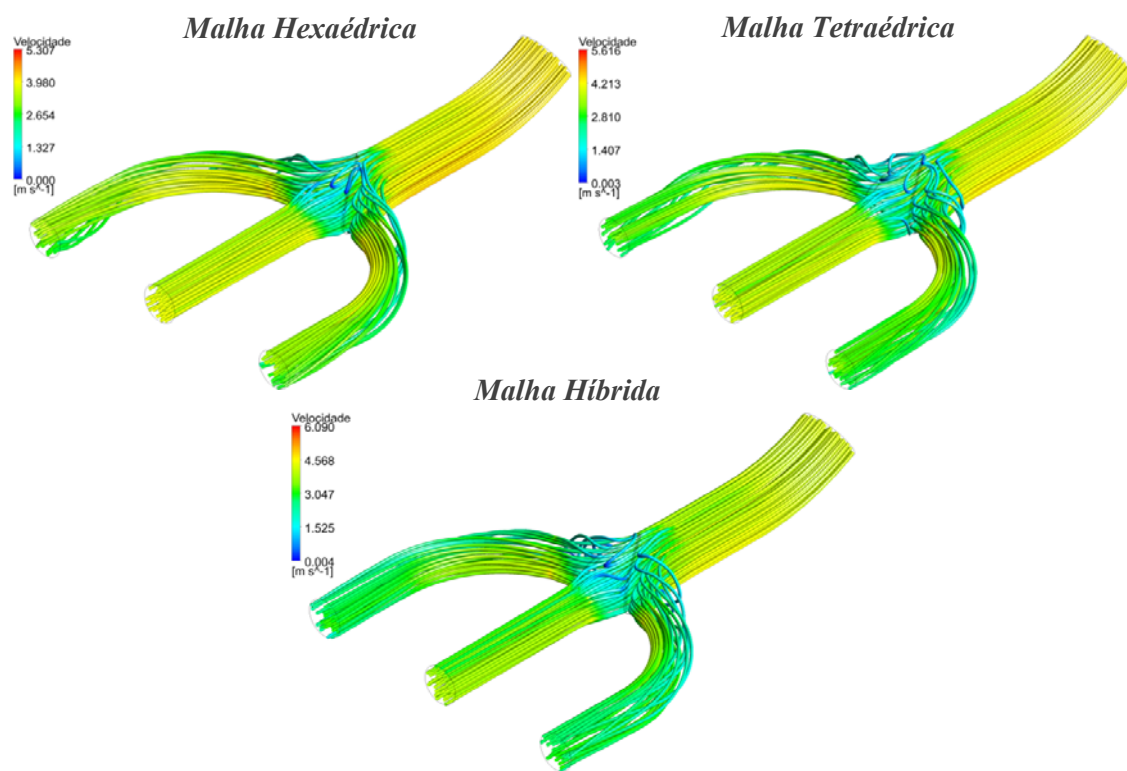 Malha Hexaédrica
Velocidade
5.307
3.980
2.654
1.327
0.000
[m s^-1]
Malha Tetraédrica
Velocidade
5.616
4.213
2.810
1.407
0.003
[m s^-1]
Malha Híbrida
Velocidade
6.090
4.568
3.047
1.525
0.004
[m s^-1]